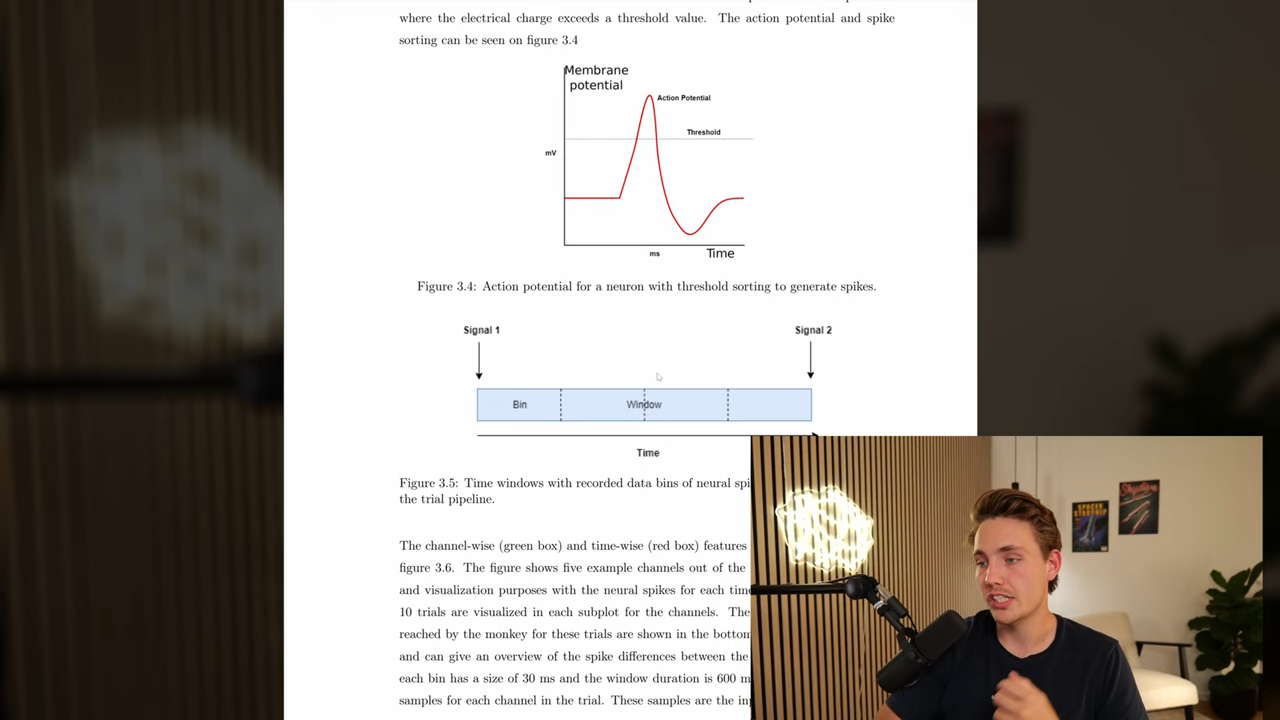 where the electrical charge exceeds a threshold value. The action potential and spike
sorting can be seen on figure 3.4
Membrane
potential
Action Potential
Threshold
mV
ms
Time
Figure 3.4: Action potential for a neuron with threshold sorting to generate spikes.
Signal 1
Signal 2
Bin
Window
Time
Figure 3.5: Time windows with recorded data bins of neural
the trial pipeline.
The channel-wise (green box) and time-wise (red box) features
figure 3.6. The figure shows five example channels out of the
and visualization purposes with the neural spikes for each
10 trials are visualized in each subplot for the channels. The
reached by the monkey for these trials are shown in the
and can give an overview of the spike differences between the
each bin has a size of 30 ms and the window duration is 600
samples for each channel in the trial. These samples are the